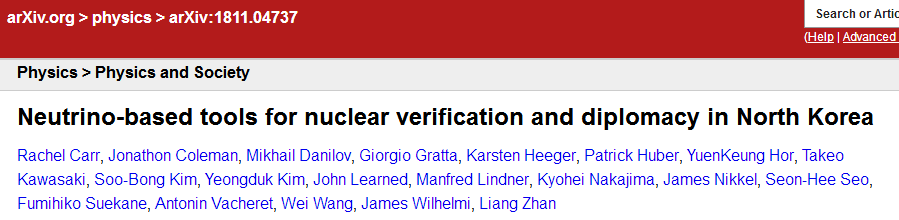 arXiv.org > physics > arXiv:1811.04737
Search or Artic
(Help | Advanced
Physics > Physics and Society
Neutrino-based tools for nuclear verification and diplomacy in North Korea
Rachel Carr, Jonathon Coleman, Mikhail Danilov, Giorgio Gratta, Karsten Heeger, Patrick Huber, YuenKeung Hor, Takeo
Kawasaki, Soo-Bong Kim, Yeongduk Kim, John Learned, Manfred Lindner, Kyohei Nakajima, James Nikkel, Seon-Hee Seo,
Fumihiko Suekane, Antonin Vacheret, Wei Wang, James Wilhelmi, Liang Zhan